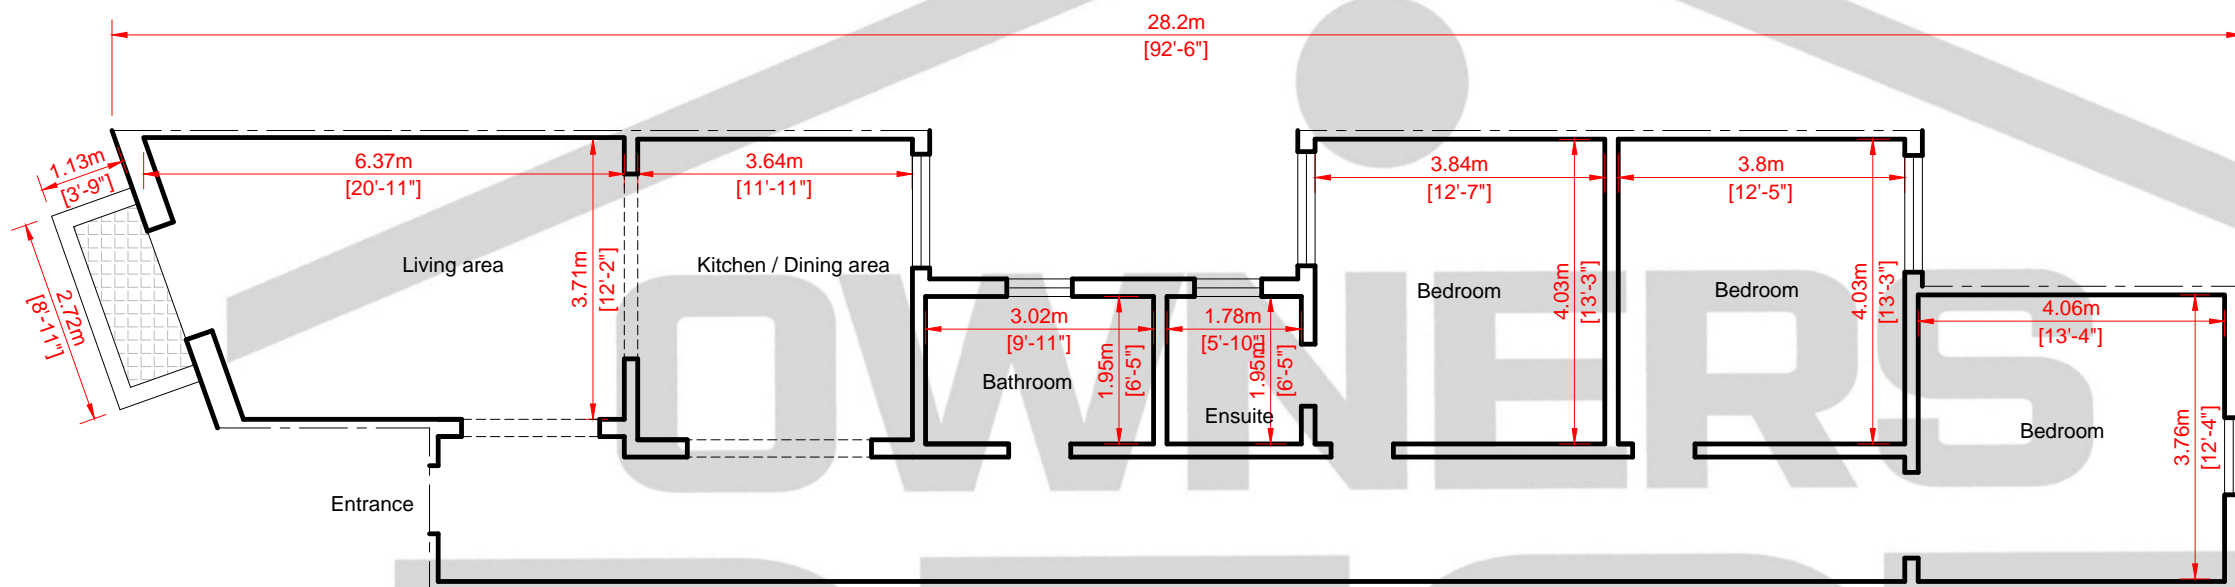 28.2m
[92'-6"]
1.13m
[3'-9"]
6.37m
[20'-11"]
3.64m
[11'-11"]
3.84m
[12'-7"]
3.8m
[12'-5"]
2.72m
[8'-11"]
Living area
3.71m
[12'-2"]
Kitchen / Dining area
Bedroom
4.03m
[13'-3"]
Bedroom
4.03m
[13'-3"]
3.02m
[9'-11"]
1.95m
[6'-5"]
Bathroom
1.78m
[5'-10"]
1.95m
[6'-5"]
Ensuite
4.06m
[13'-4"]
Bedroom
3.76m
[12'-4"]
Entrance
OWNERS